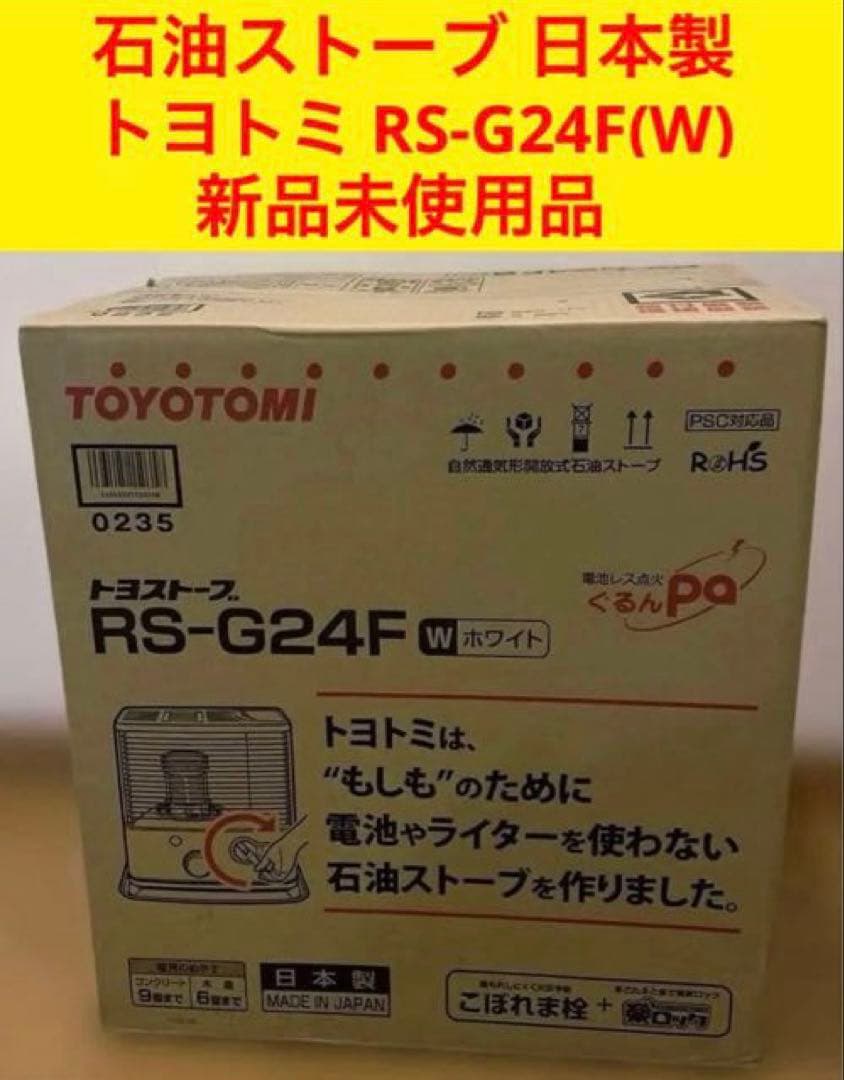 石油ストーブ 日本製
トヨトミ RS-G24F(W)
新品未使用品
TOYOTOMI
PSC対応品
自然通気形開放式石油ストーブ
RoHS
0235
電池レス点火
ぐるんpa
トヨストーブ
RS-G24F W ホワイト
トヨトミは、
“もしも”のために
電池やライターを使わない
石油ストーブを作りました。
コンクリート 木造
9畳まで 6畳まで
日本製
MADE IN JAPAN
こぼれま栓 + 楽ロック